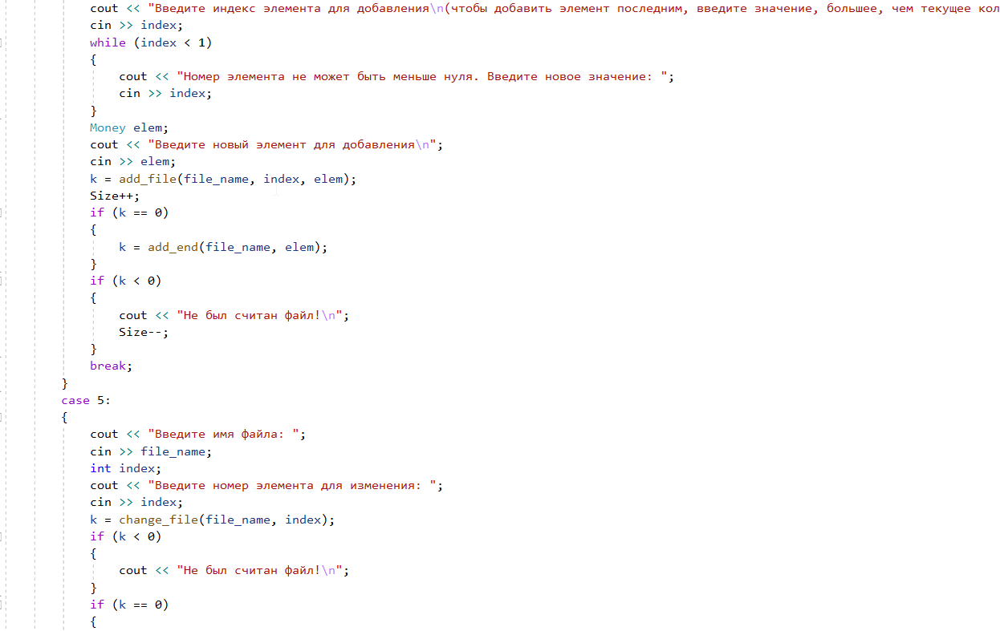 cout << "Введите индекс элемента для добавления\n(чтобы добавить элемент последним, введите значение, большее, чем текущее
cin >> index;
while (index < 1)
{
cout << "Номер элемента не может быть меньше нуля. Введите новое значение: ";
cin >> index;
}
Money elem;
cout << "Введите новый элемент для добавления\n";
cin >> elem;
k = add_file(file_name, index, elem);
Size++;
if (k == 0)
{
k = add_end(file_name, elem);
}
if (k < 0)
{
cout << "Не был считан файл!\n";
Size--;
}
break;
}
case 5:
{
cout << "Введите имя файла: ";
cin >> file_name;
int index;
cout << "Введите номер элемента для изменения: ";
cin >> index;
k = change_file(file_name, index);
if (k < 0)
{
cout << "Не был считан файл!\n";
}
if (k == 0)
{